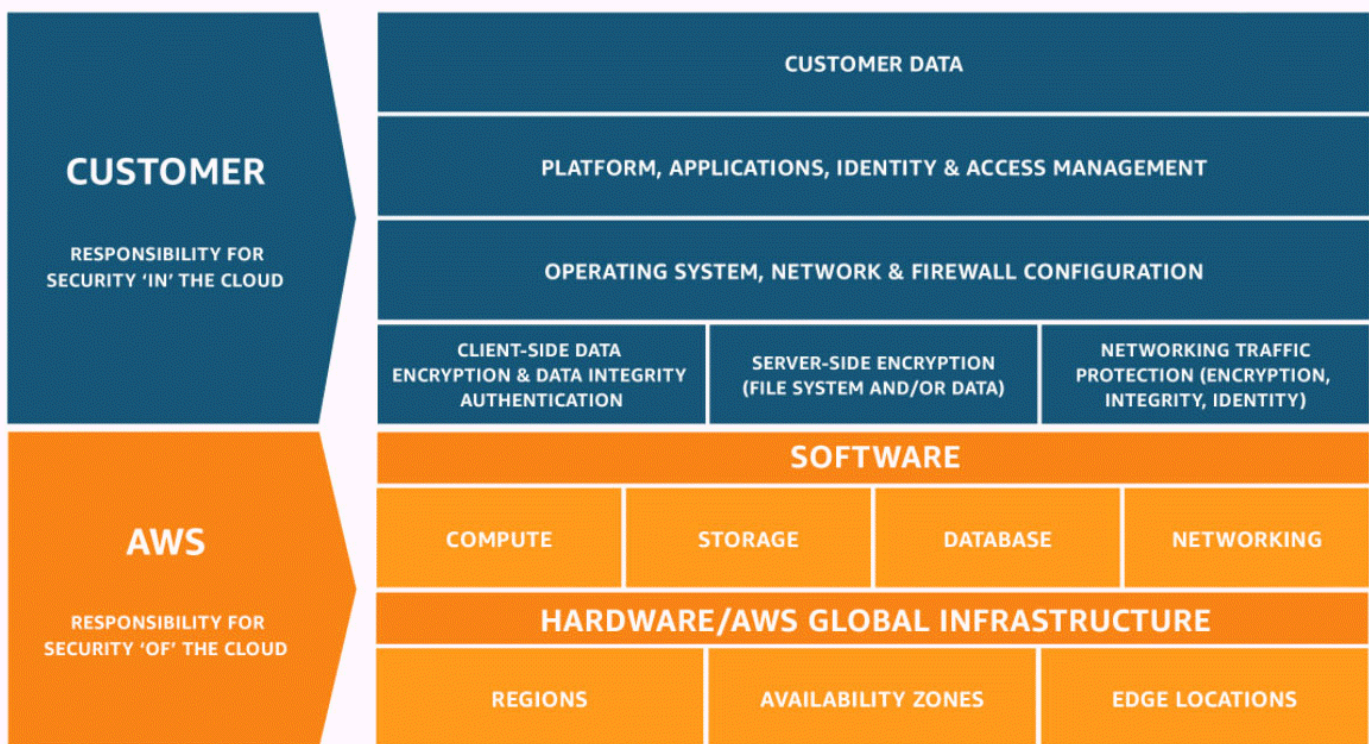 CUSTOMER
RESPONSIBILITY FOR
SECURITY ‘IN’ THE CLOUD
CUSTOMER DATA
PLATFORM, APPLICATIONS, IDENTITY & ACCESS MANAGEMENT
OPERATING SYSTEM, NETWORK & FIREWALL CONFIGURATION
CLIENT-SIDE DATA
ENCRYPTION & DATA INTEGRITY
AUTHENTICATION
SERVER-SIDE ENCRYPTION
(FILE SYSTEM AND/OR DATA)
NETWORKING TRAFFIC
PROTECTION (ENCRYPTION,
INTEGRITY, IDENTITY)
AWS
RESPONSIBILITY FOR
SECURITY ‘OF’ THE CLOUD
SOFTWARE
COMPUTE
STORAGE
DATABASE
NETWORKING
HARDWARE/AWS GLOBAL INFRASTRUCTURE
REGIONS
AVAILABILITY ZONES
EDGE LOCATIONS